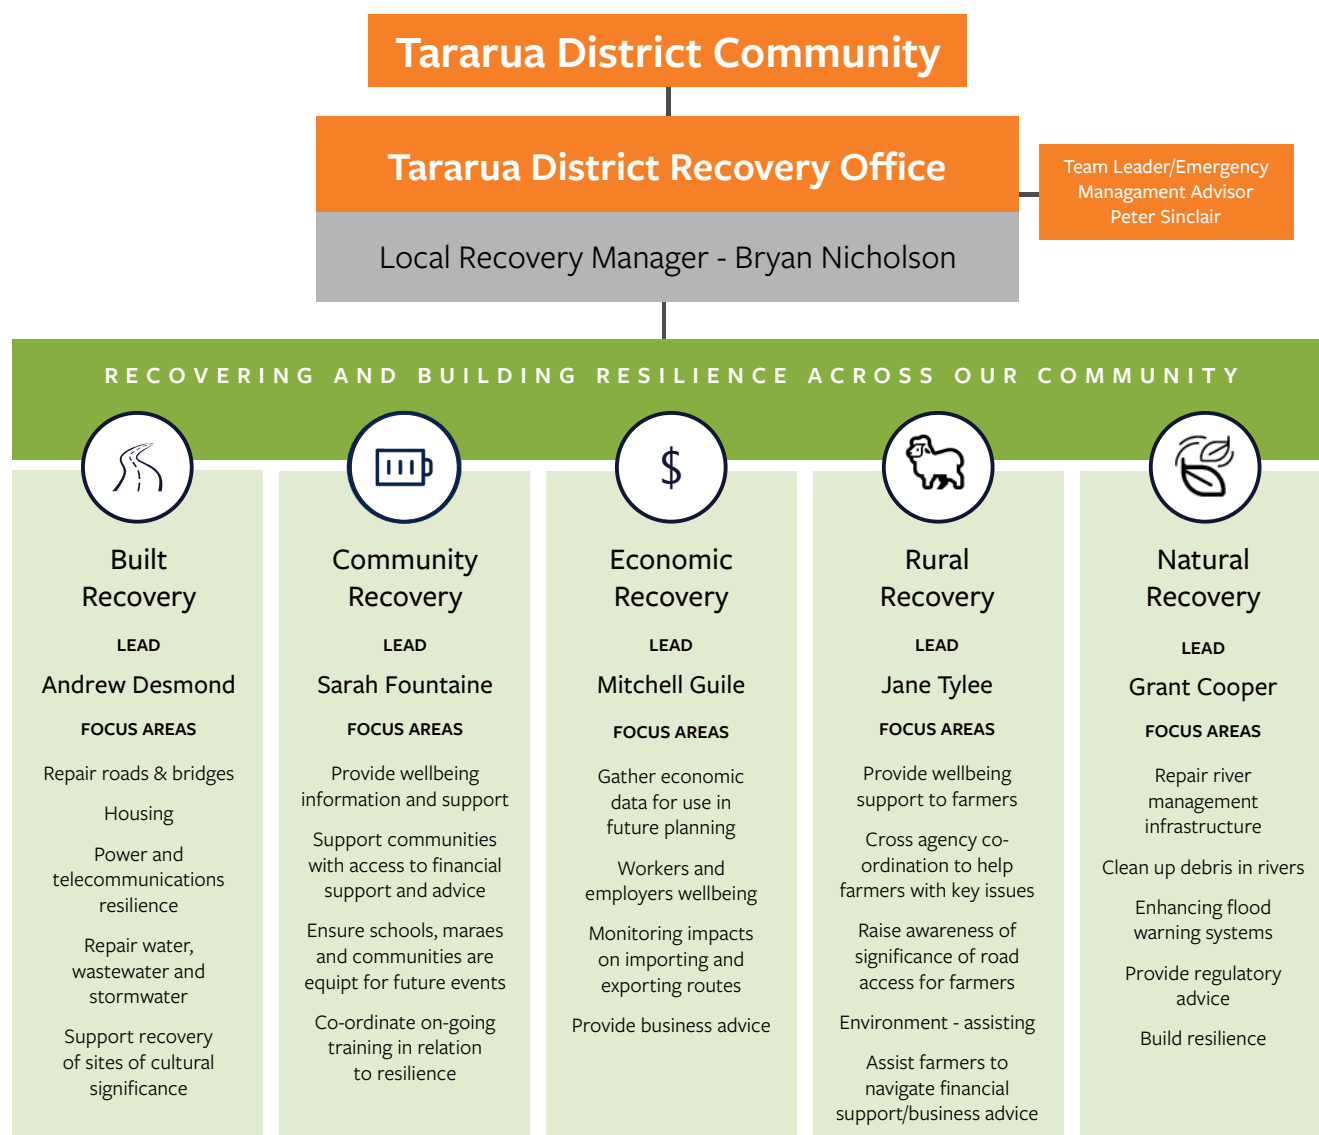 Tararua District Community
Tararua District Recovery Office
Team Leader/Emergency
Managament Advisor
Peter Sinclair
Local Recovery Manager - Bryan Nicholson
RECOVERING AND BUILDING RESILIENCE ACROSS OUR COMMUNITY
Built
Recovery
LEAD
Andrew Desmond
FOCUS AREAS
Repair roads & bridges
Housing
Power and
telecommunications
resilience
Repair water,
wastewater and
stormwater
Support recovery
of sites of cultural
significance
Community
Recovery
LEAD
Sarah Fountaine
FOCUS AREAS
Provide wellbeing
information and support
Support communities
with access to financial
support and advice
Ensure schools, maraes
and communities are
equipt for future events
Co-ordinate on-going
training in relation
to resilience
$
Economic
Recovery
LEAD
Mitchell Guile
FOCUS AREAS
Gather economic
data for use in
future planning
Workers and
employers wellbeing
Monitoring impacts
on importing and
exporting routes
Provide business advice
Rural
Recovery
LEAD
Jane Tylee
FOCUS AREAS
Provide wellbeing
support to farmers
Cross agency co-
ordination to help
farmers with key issues
Raise awareness of
significance of road
access for farmers
Environment - assisting
Assist farmers to
navigate financial
support/business advice
Natural
Recovery
LEAD
Grant Cooper
FOCUS AREAS
Repair river
management
infrastructure
Clean up debris in rivers
Enhancing flood
warning systems
Provide regulatory
advice
Build resilience